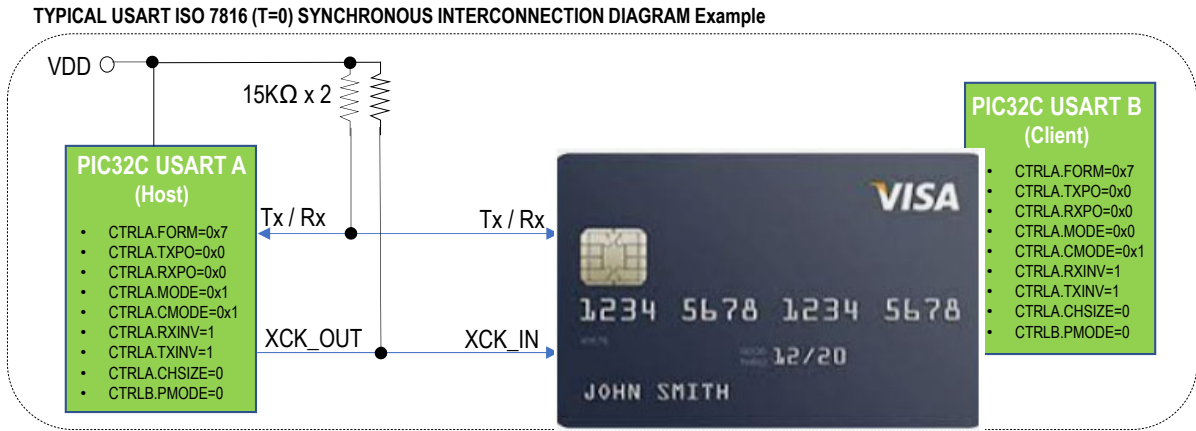 TYPICAL USART ISO 7816 (T=0) SYNCHRONOUS INTERCONNECTION DIAGRAM Example
VDD
15KΩ x 2
PIC32C USART A
(Host)
• CTRLA.FORM=0x7
• CTRLA.TXPO=0x0
• CTRLA.RXPO=0x0
• CTRLA.MODE=0x1
• CTRLA.CMODE=0x1
• CTRLA.RXINV=1
• CTRLA.TXINV=1
• CTRLA.CHSIZE=0
• CTRLB.PMODE=0
Tx / Rx
Tx / Rx
XCK_OUT
XCK_IN
VISA
1234 5678 1234 5678
12/20
JOHN SMITH
PIC32C USART B
(Client)
• CTRLA.FORM=0x7
• CTRLA.TXPO=0x0
• CTRLA.RXPO=0x0
• CTRLA.MODE=0x0
• CTRLA.CMODE=0x1
• CTRLA.RXINV=1
• CTRLA.TXINV=1
• CTRLA.CHSIZE=0
• CTRLB.PMODE=0